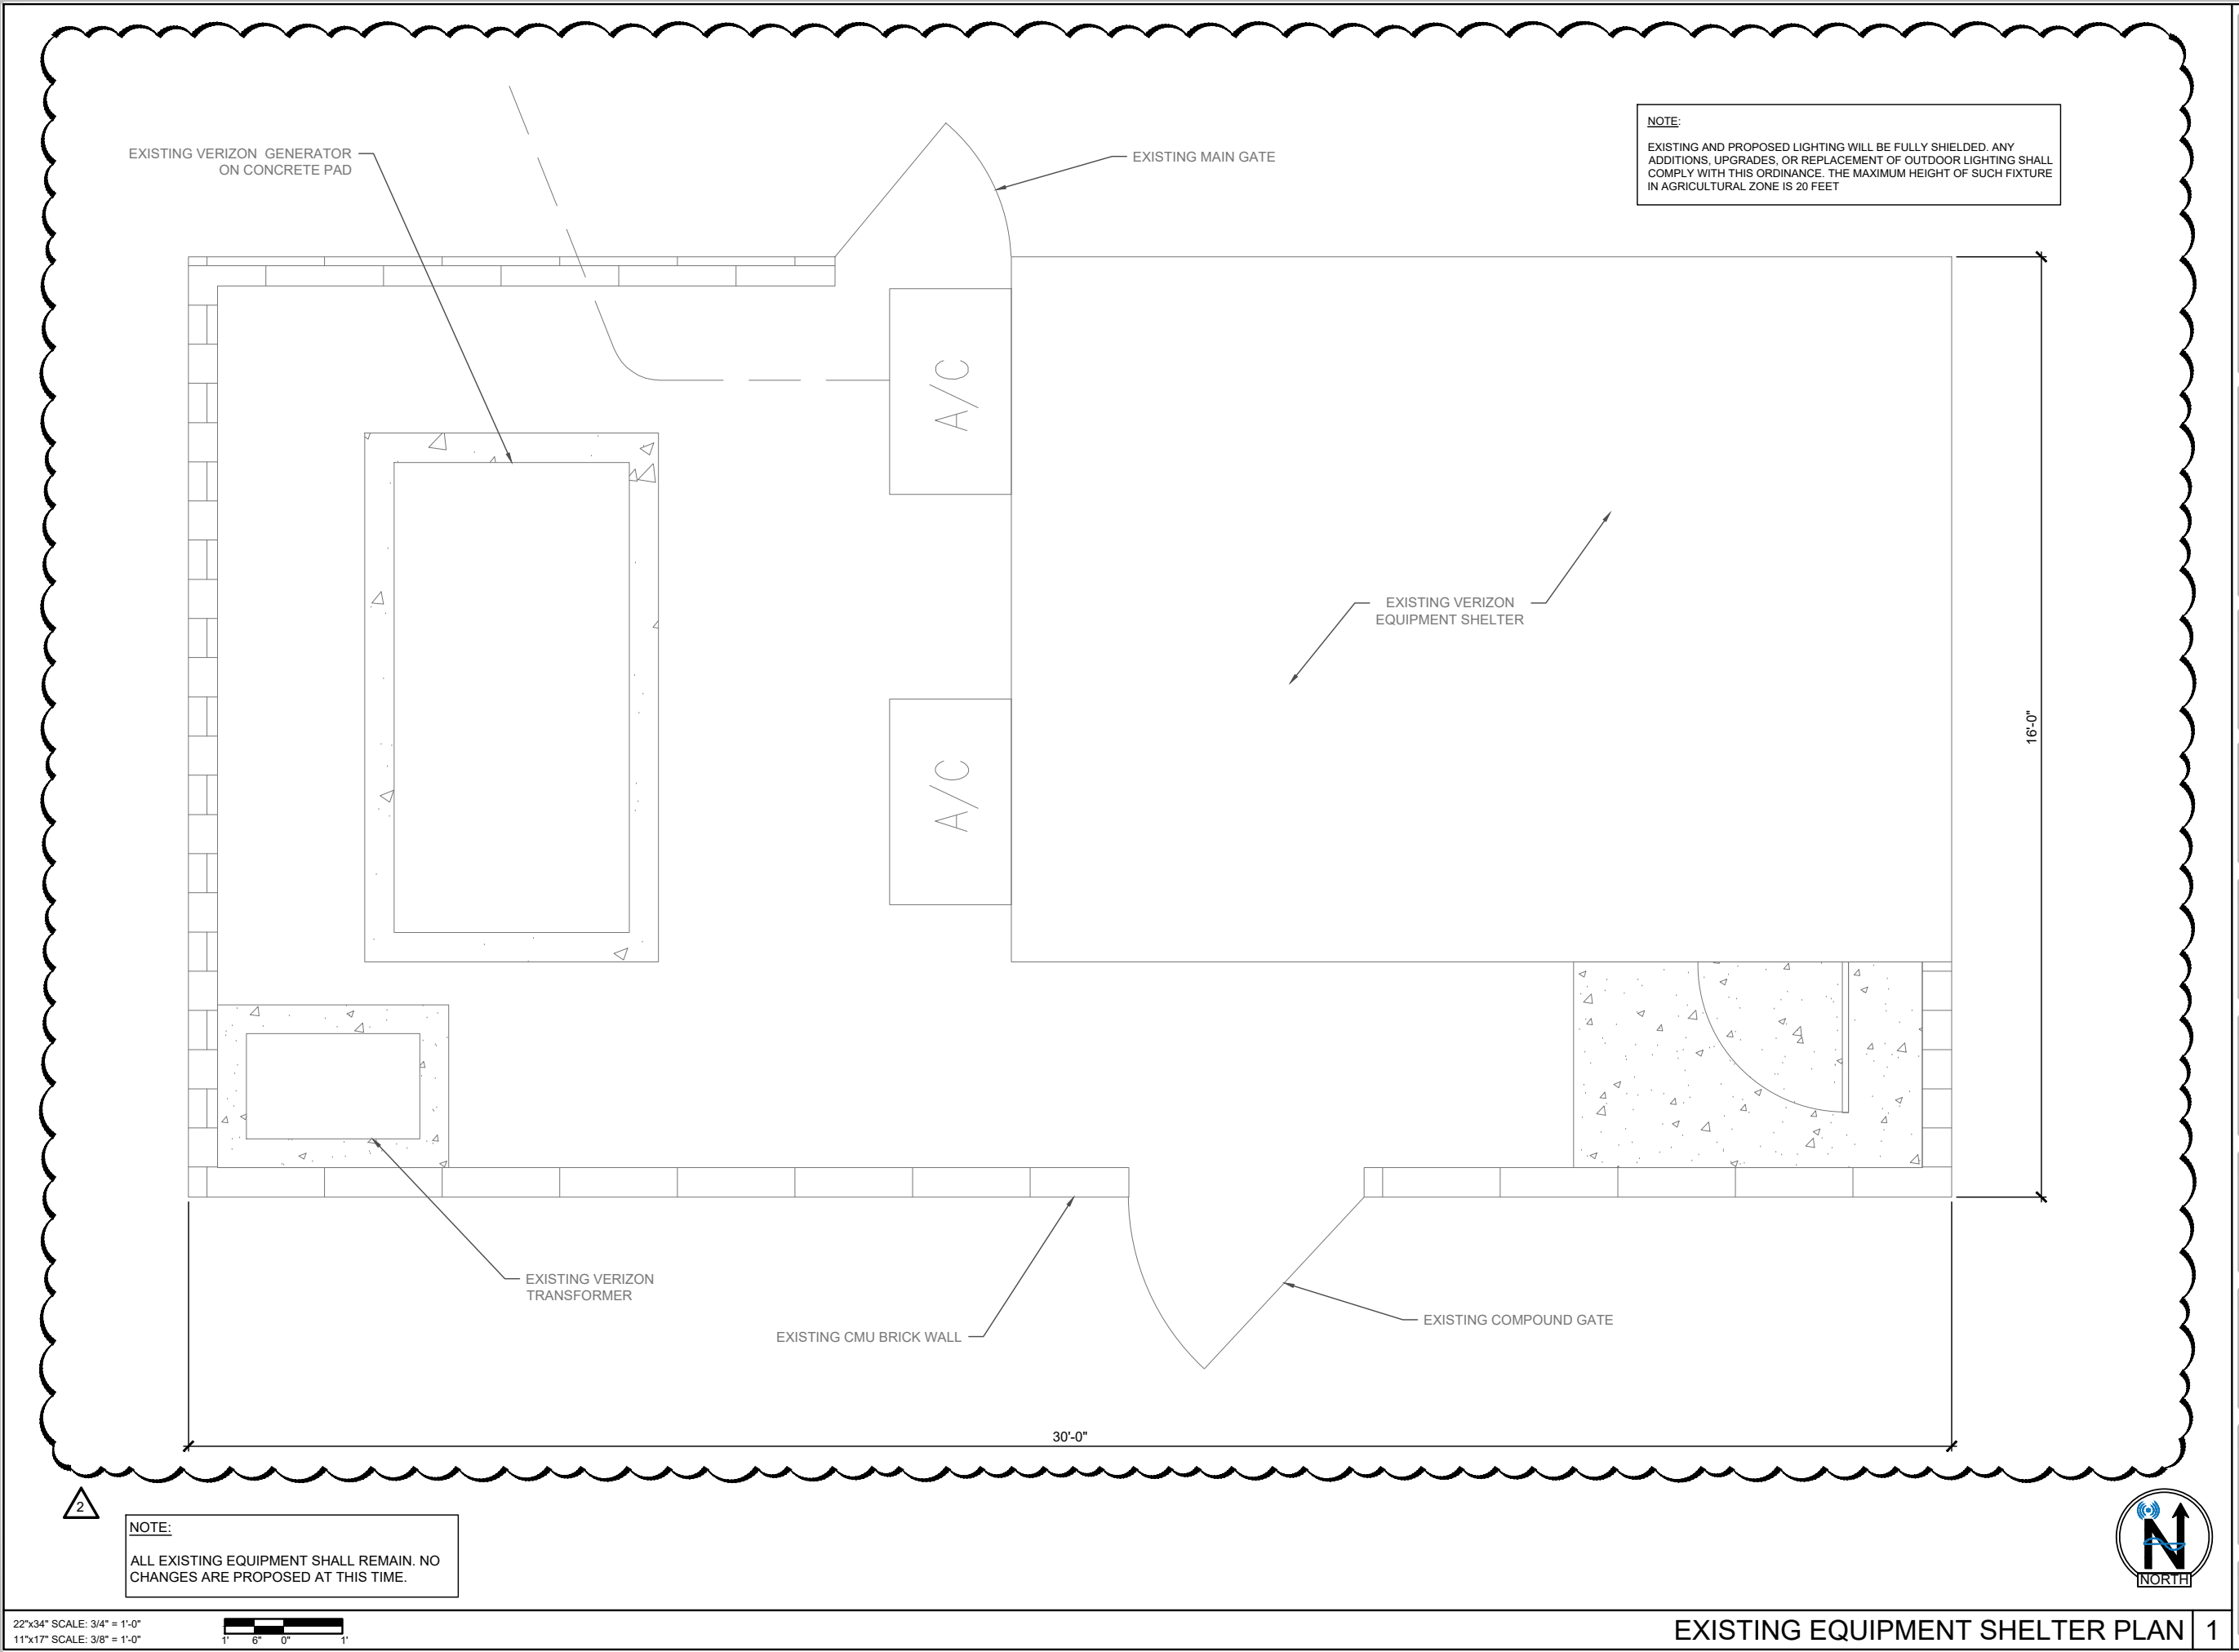 EXISTING VERIZON GENERATOR
ON CONCRETE PAD
EXISTING MAIN GATE
NOTE:
EXISTING AND PROPOSED LIGHTING WILL BE FULLY SHIELDED. ANY
ADDITIONS, UPGRADES, OR REPLACEMENT OF OUTDOOR LIGHTING SHALL
COMPLY WITH THIS ORDINANCE. THE MAXIMUM HEIGHT OF SUCH FIXTURE
IN AGRICULTURAL ZONE IS 20 FEET
A/C
EXISTING VERIZON
EQUIPMENT SHELTER
16'-0"
A/C
EXISTING VERIZON
TRANSFORMER
EXISTING CMU BRICK WALL
EXISTING COMPOUND GATE
30'-0"
2
NOTE:
ALL EXISTING EQUIPMENT SHALL REMAIN. NO
CHANGES ARE PROPOSED AT THIS TIME.
N
NORTH
22"x34" SCALE: 3/4" = 1'-0"
11"x17" SCALE: 3/8" = 1'-0"
1' 6" 0" 1'
EXISTING EQUIPMENT SHELTER PLAN 1